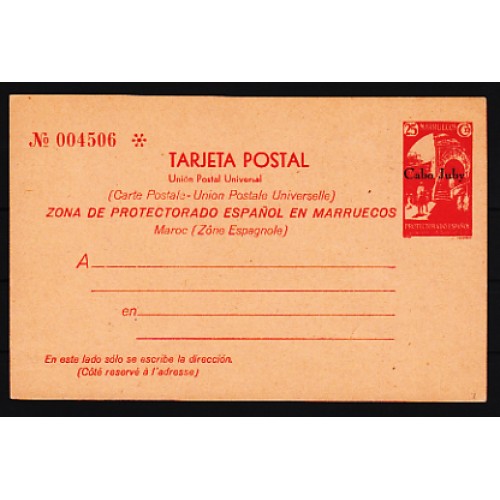 Nº 004506 *
TARJETA POSTAL
Unión Postal Universal
(Carte Postale-Union Postale Universelle)
ZONA DE PROTECTORADO ESPAÑOL EN MARRUECOS
Maroc (Zône Espagnole)
A
en
En este lado sólo se escribe la dirección.
(Côté reservé à l'adresse)
25 MARRUECOS Cs
Cabo Juby
PROTECTORADO ESPAÑOL